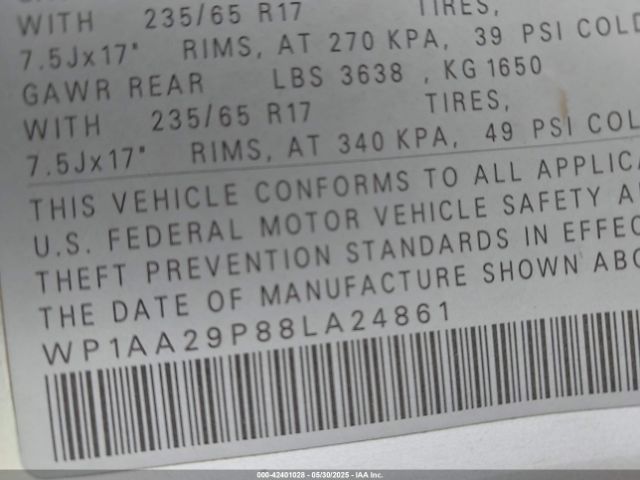 WITH 235/65 R17 TIRES,
7.5Jx17" RIMS, AT 270 KPA, 39 PSI COLD
GAWR REAR LBS 3638 , KG 1650
WITH 235/65 R17 TIRES,
7.5Jx17" RIMS, AT 340 KPA, 49 PSI COL
THIS VEHICLE CONFORMS TO ALL APPLICA
U.S. FEDERAL MOTOR VEHICLE SAFETY A
THEFT PREVENTION STANDARDS IN EFFEC
THE DATE OF MANUFACTURE SHOWN ABO
WP1AA29P88LA24861
000-42401028 - 05/30/2025 - IAA Inc.